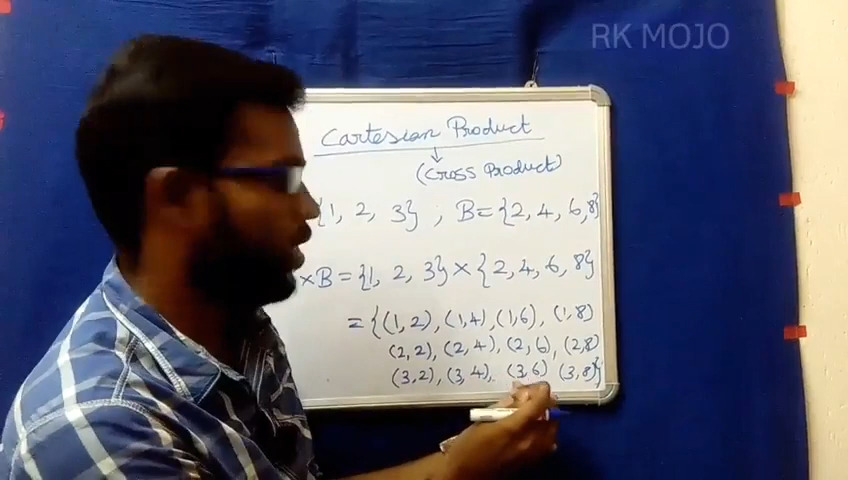 RK MOJO
Cartesian Product
(Cross Product)
{1, 2, 3} ; B = {2, 4, 6, 8}
×B = {1, 2, 3} × {2, 4, 6, 8}
= {(1,2), (1,4), (1,6), (1,8)
(2,2), (2,4), (2,6), (2,8)
(3,2), (3,4), (3,6) (3,8)}